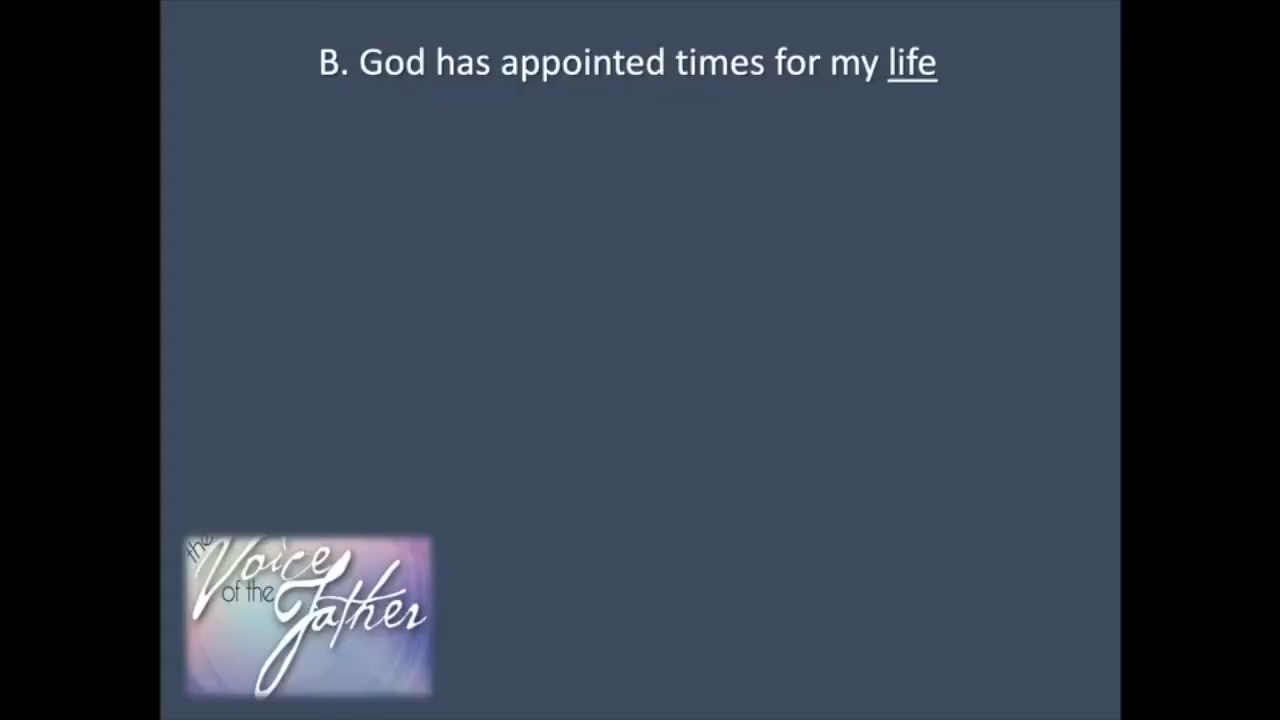 B. God has appointed times for my life
the
Voice
of the
Father